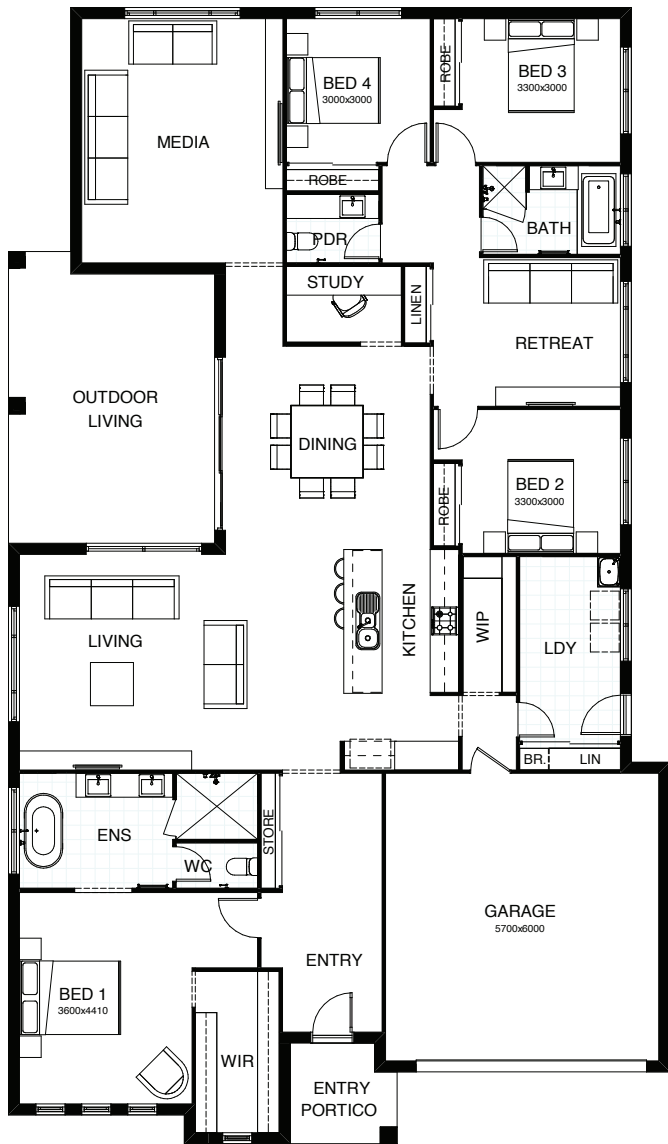 BED 4
3000x3000
ROBE
BED 3
3300x3000
MEDIA
ROBE
PDR
BATH
STUDY
LINEN
RETREAT
OUTDOOR
LIVING
DINING
BED 2
3300x3000
ROBE
KITCHEN
WIP
LDY
LIVING
BR.
LIN
ENS
STORE
WC
GARAGE
5700x6000
ENTRY
BED 1
3600x4410
WIR
ENTRY
PORTICO